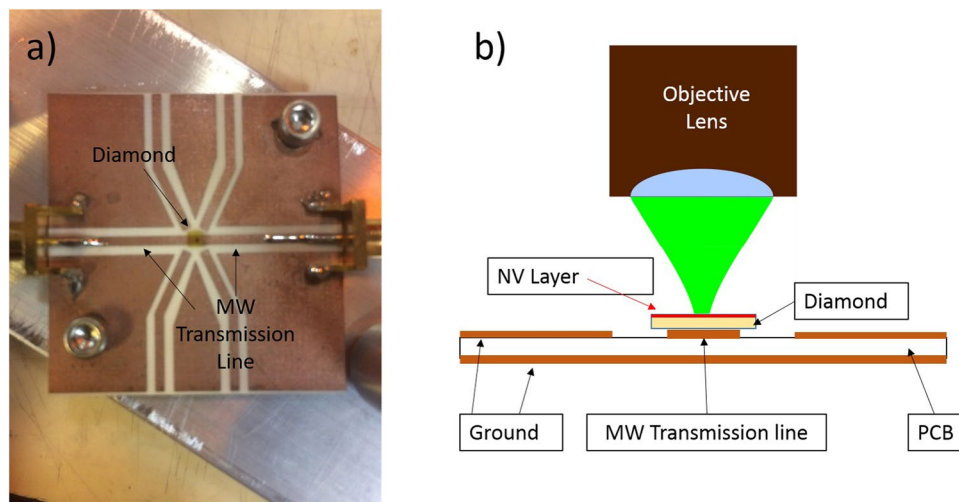 a)
Diamond
MW
Transmission
Line
b)
Objective
Lens
NV Layer
Diamond
Ground
MW Transmission line
PCB